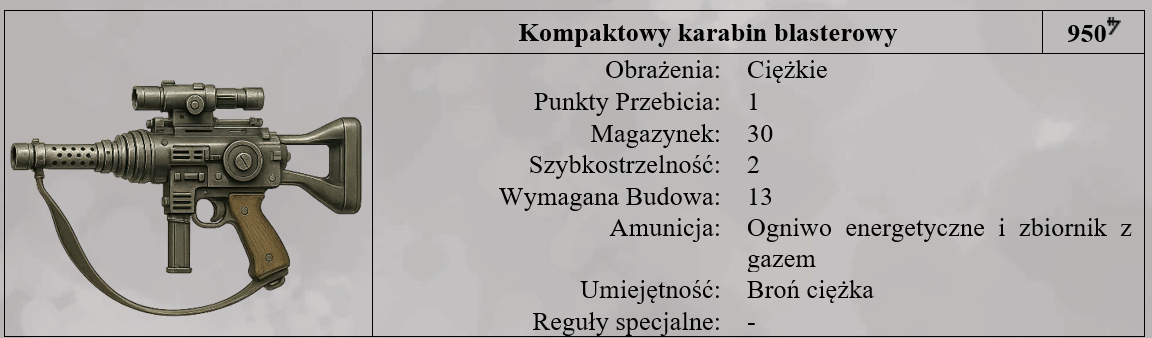 Kompaktowy karabin blasterowy 950
Obrażenia: Ciężkie
Punkty Przebicia: 1
Magazynek: 30
Szybkostrzelność: 2
Wymagana Budowa: 13
Amunicja: Ogniwo energetyczne i zbiornik z
gazem
Umiejętność: Broń ciężka
Reguły specjalne: -